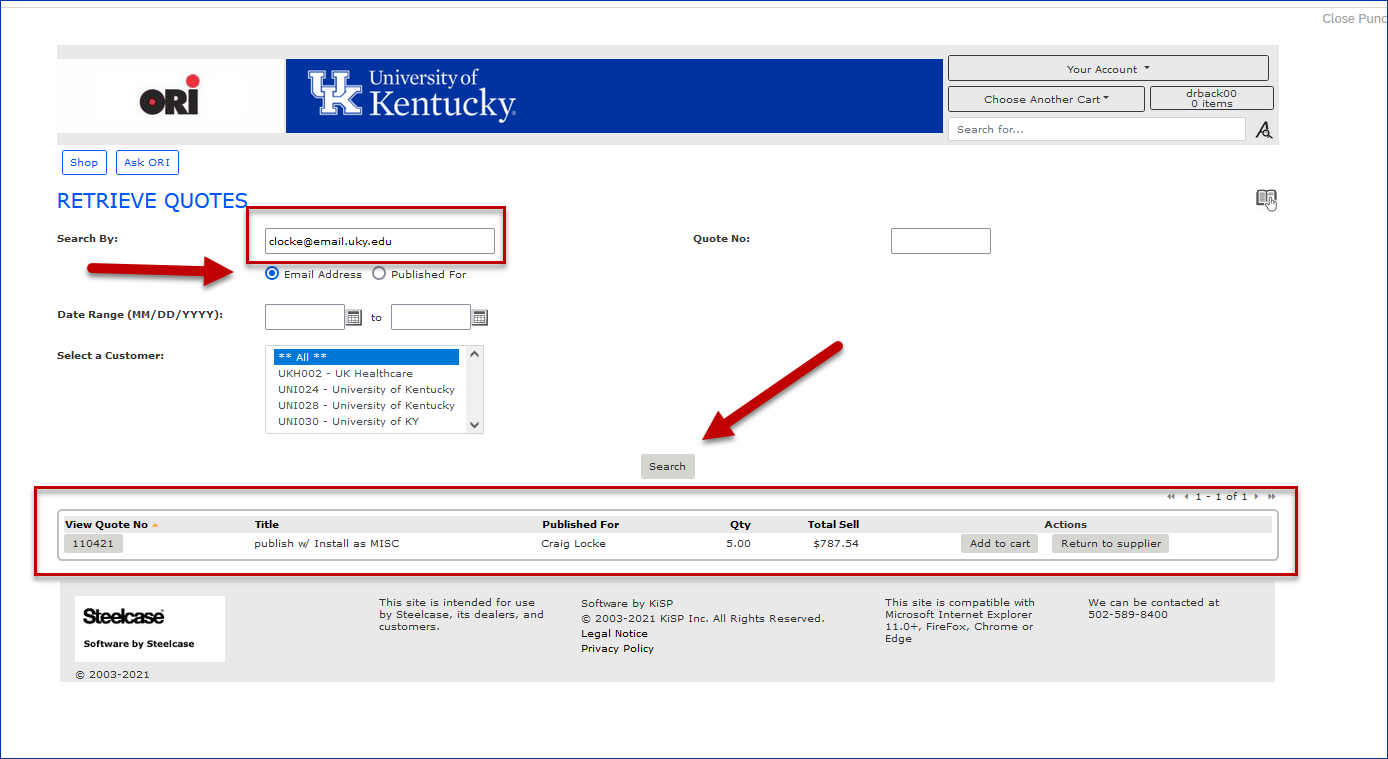 Close Punc
ORI
UK University of Kentucky
Your Account
Choose Another Cart
drback00
0 items
Search for...
Shop
Ask ORI
RETRIEVE QUOTES
Search By:
clocke@email.uky.edu
Quote No:
Email Address
Published For
Date Range (MM/DD/YYYY):
to
Select a Customer:
** All **
UKH002 - UK Healthcare
UNI024 - University of Kentucky
UNI028 - University of Kentucky
UNI030 - University of KY
Search
1 - 1 of 1
View Quote No Title Published For Qty Total Sell Actions
110421 publish w/ Install as MISC Craig Locke 5.00 $787.54 Add to cart Return to supplier
Steelcase
Software by Steelcase
© 2003-2021
This site is intended for use
by Steelcase, its dealers, and
customers.
Software by KiSP
© 2003-2021 KiSP Inc. All Rights Reserved.
Legal Notice
Privacy Policy
This site is compatible with
Microsoft Internet Explorer
11.0+, FireFox, Chrome or
Edge
We can be contacted at
502-589-8400